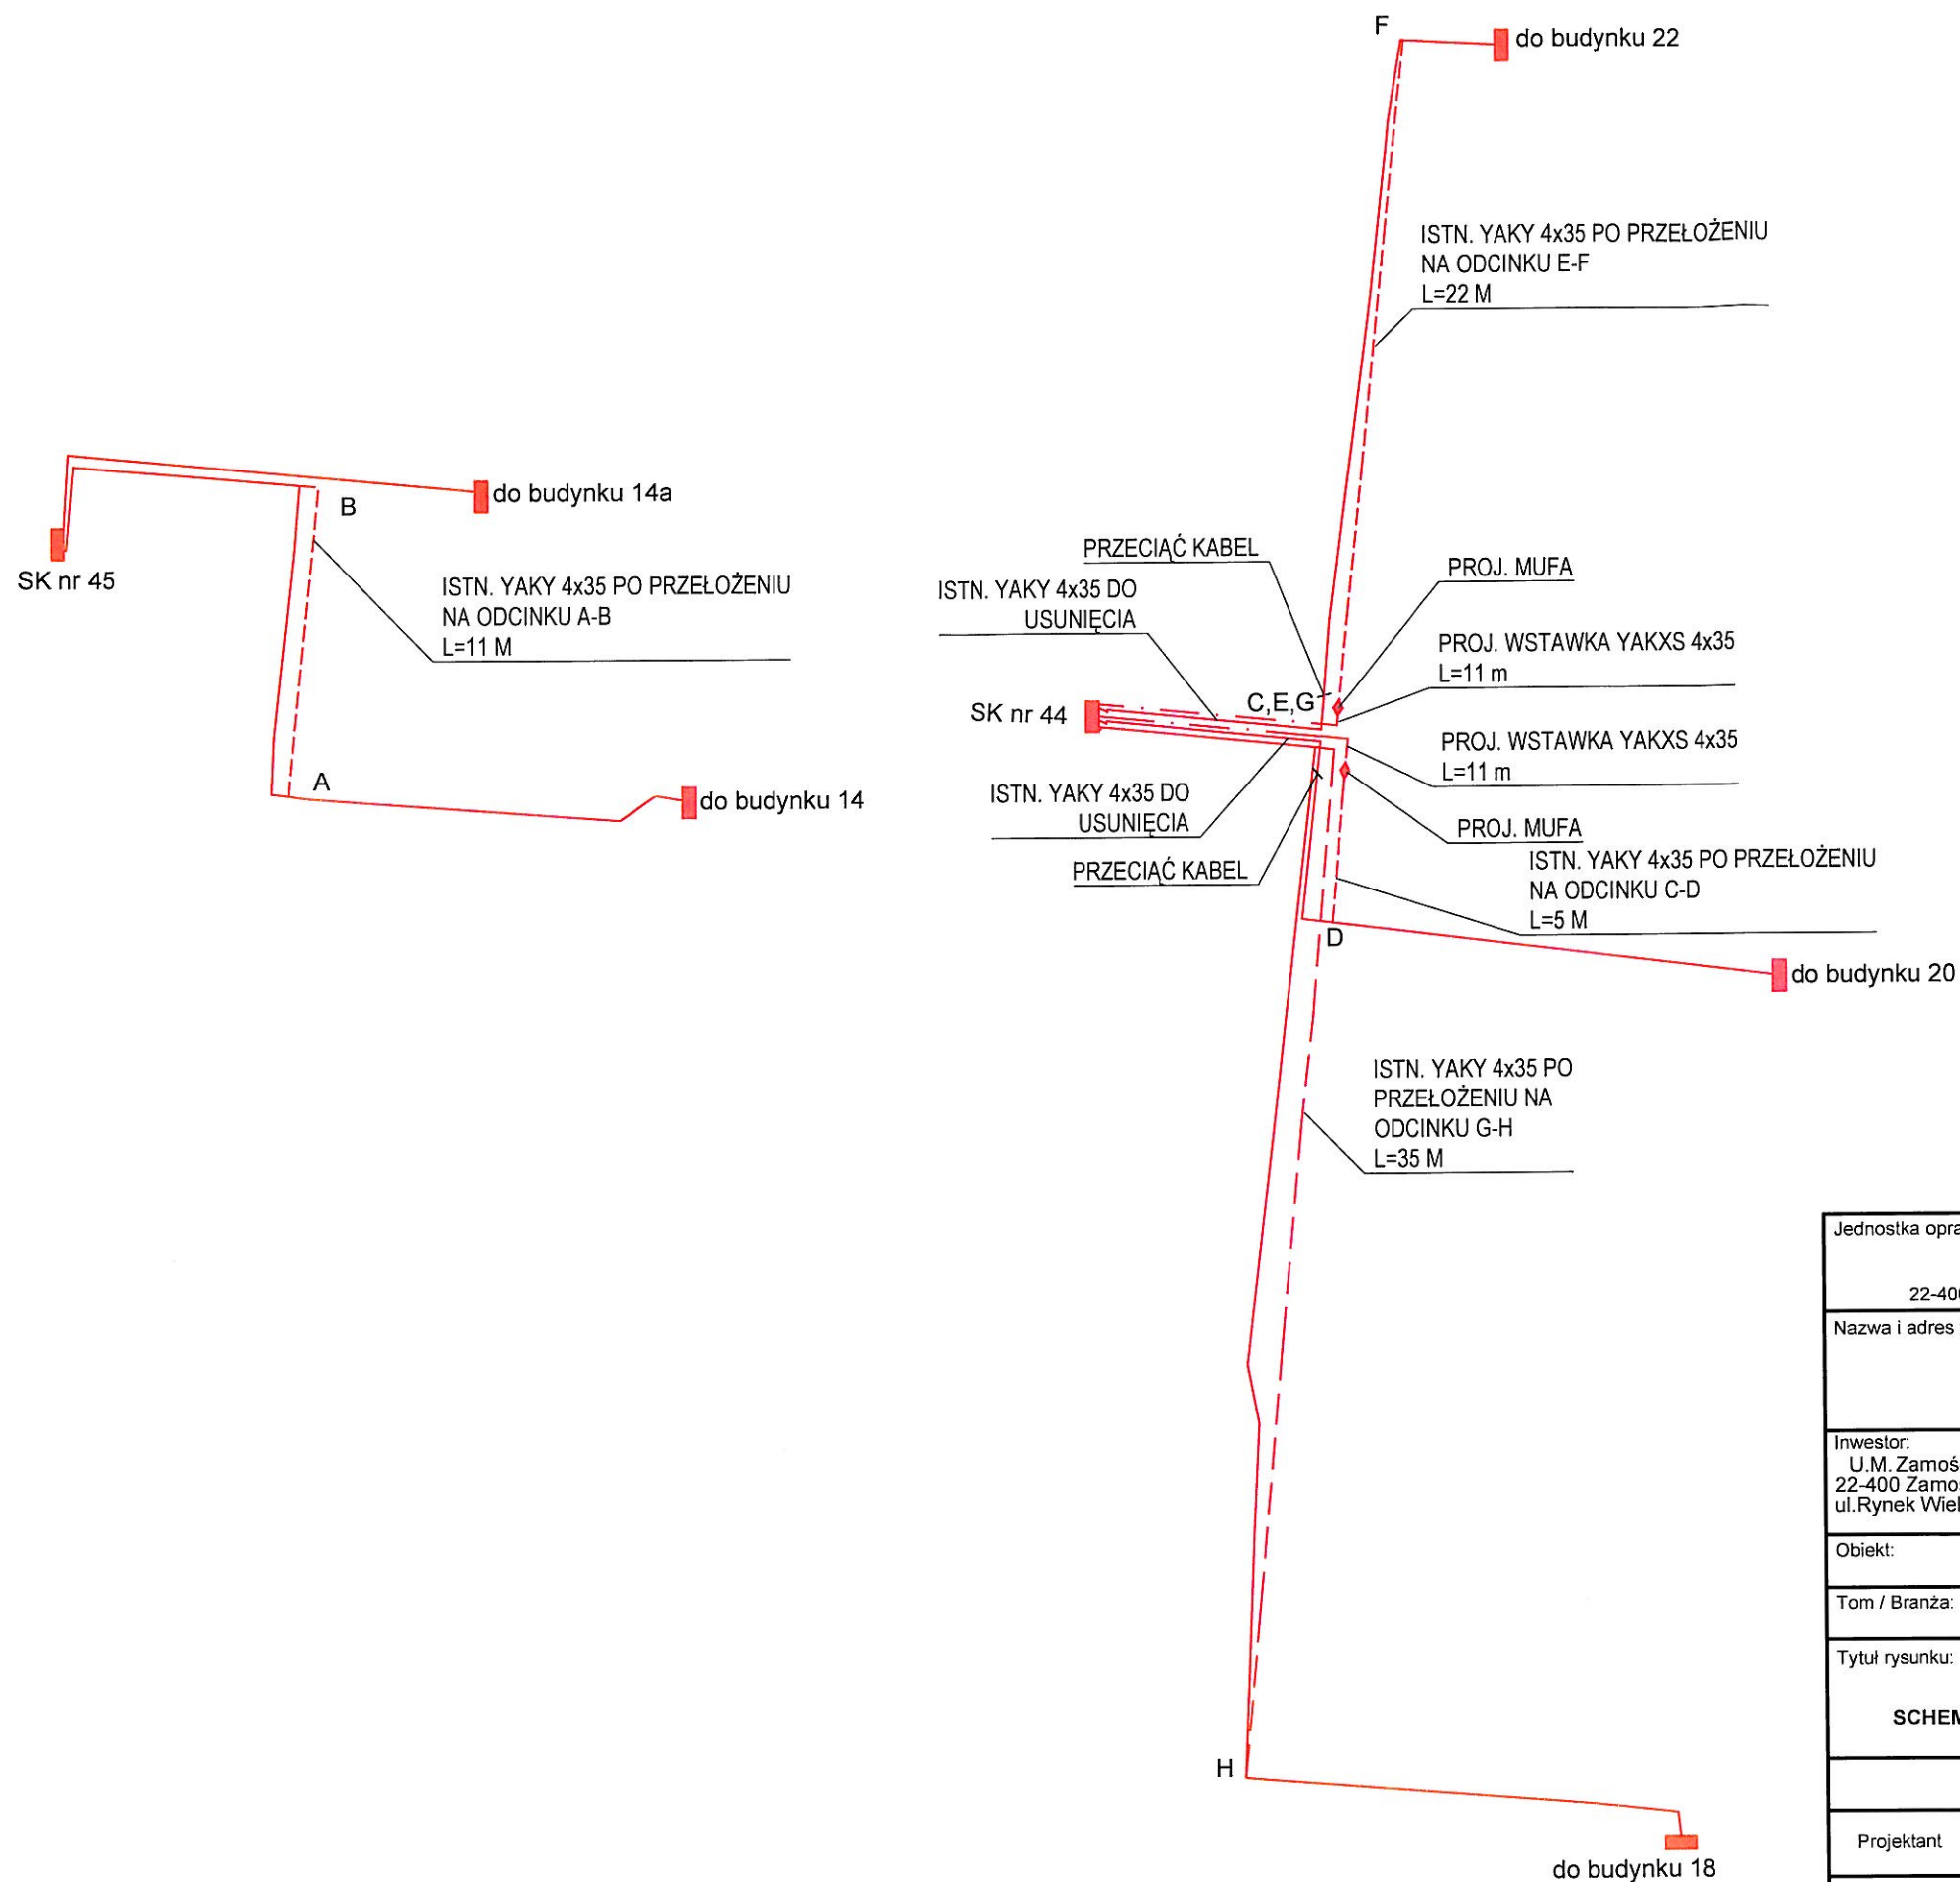 F
do budynku 22
ISTN. YAKY 4x35 PO PRZEŁOŻENIU
NA ODCINKU E-F
L=22 M
do budynku 14a
B
SK nr 45
ISTN. YAKY 4x35 PO PRZEŁOŻENIU
NA ODCINKU A-B
L=11 M
A
do budynku 14
PRZECIĄĆ KABEL
ISTN. YAKY 4x35 DO
USUNIĘCIA
PROJ. MUFA
PROJ. WSTAWKA YAKXS 4x35
L=11 m
C,E,G
SK nr 44
PROJ. WSTAWKA YAKXS 4x35
L=11 m
ISTN. YAKY 4x35 DO
USUNIĘCIA
PROJ. MUFA
PRZECIĄĆ KABEL
ISTN. YAKY 4x35 PO PRZEŁOŻENIU
NA ODCINKU C-D
L=5 M
D
do budynku 20
ISTN. YAKY 4x35 PO
PRZEŁOŻENIU NA
ODCINKU G-H
L=35 M
H
do budynku 18
Jednostka opra
22-400
Nazwa i adres
Inwestor:
U.M. Zamoś
22-400 Zamoś
ul.Rynek Wiel
Obiekt:
Tom / Branża:
Tytuł rysunku:
SCHEM
Projektant